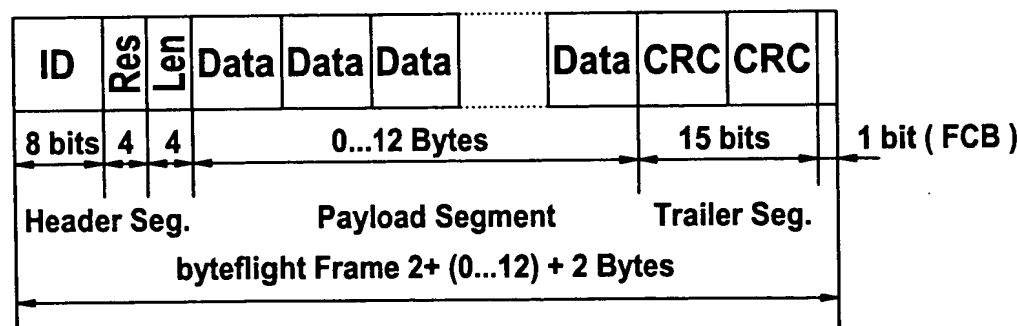 ID Res Len Data Data Data Data CRC CRC
8 bits 4 4 0...12 Bytes 15 bits 1 bit ( FCB )
Header Seg. Payload Segment Trailer Seg.
byteflight Frame 2+ (0...12) + 2 Bytes